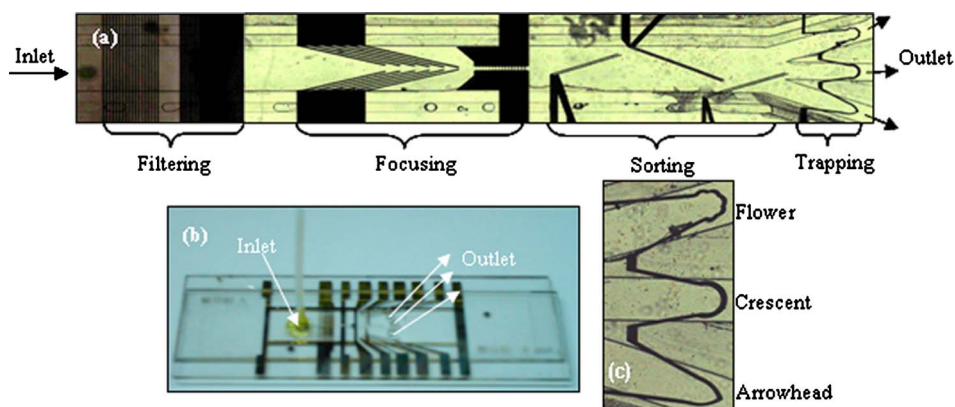 (a)
Inlet
Outlet
Filtering
Focusing
Sorting
Trapping
(b)
Inlet
Outlet
Flower
Crescent
(c)
Arrowhead